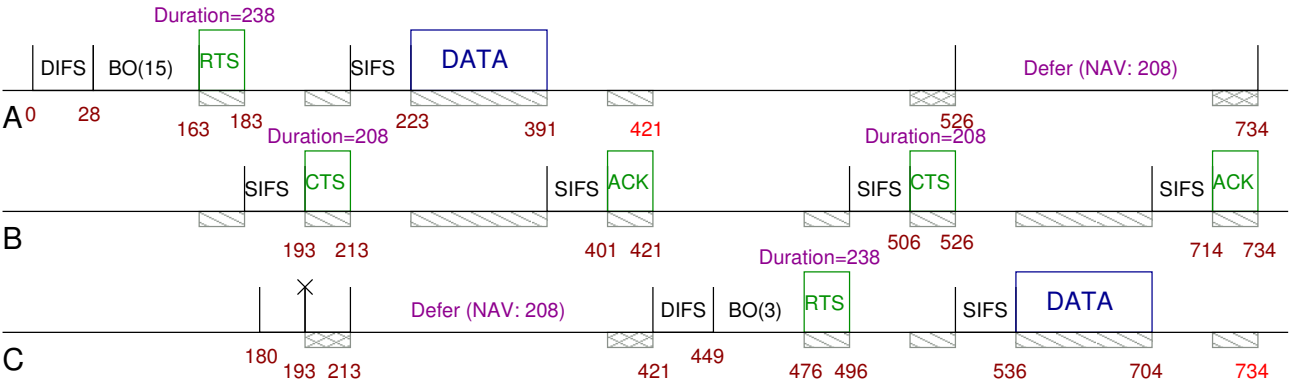 Duration=238
DIFS BO(15) RTS SIFS DATA Defer (NAV: 208)
A 0 28 163 183 223 391 421 526 734
Duration=208 Duration=208
SIFS CTS SIFS ACK SIFS CTS SIFS ACK
B 193 213 401 421 506 526 714 734
Duration=238
Defer (NAV: 208) DIFS BO(3) RTS SIFS DATA
C 180 193 213 421 449 476 496 536 704 734